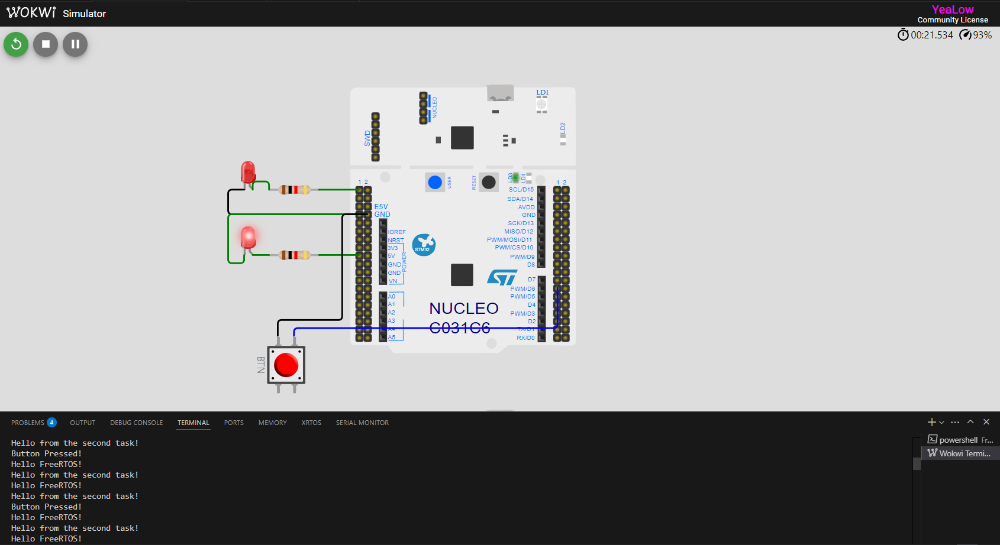 WOKWi Simulator
YeaLow
Community License
00:21.534 93%
LD1
NUCLEO
LD2
SWD
USER
RESET
LD3
LD4
1 2
1 2
E5V
GND
IOREF
NRST
3V3
5V
GND
GND
VN
POWER
A0
A1
A2
A3
A4
A5
STM32
SCL/D15
SDA/D14
AVDD
GND
SCK/D13
MISO/D12
PWM/MOSI/D11
PWM/CS/D10
PWM/D9
D8
D7
PWM/D6
PWM/D5
D4
PWM/D3
D2
TX/D1
RX/D0
ST
NUCLEO
C031C6
BTN
PROBLEMS 4 OUTPUT DEBUG CONSOLE TERMINAL PORTS MEMORY XRTOS SERIAL MONITOR
Hello from the second task!
Button Pressed!
Hello FreeRTOS!
Hello from the second task!
Hello FreeRTOS!
Hello from the second task!
Button Pressed!
Hello FreeRTOS!
Hello from the second task!
Hello FreeRTOS!
powershell Fr...
Wokwi Termi...